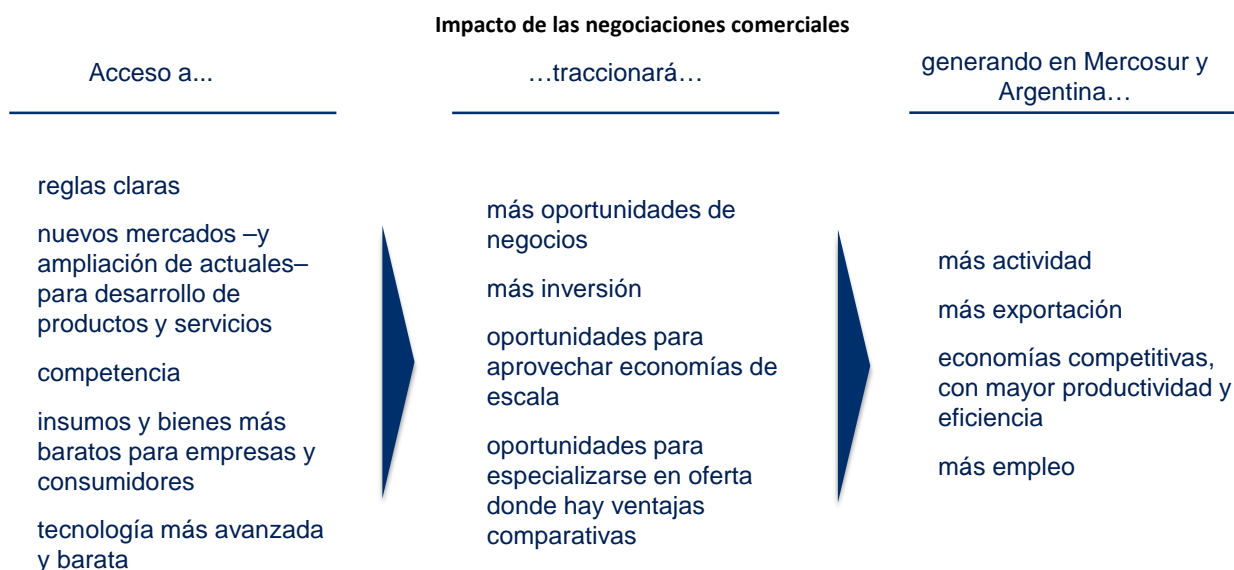 Impacto de las negociaciones comerciales
Acceso a...
reglas claras
nuevos mercados –y
ampliación de actuales–
para desarrollo de
productos y servicios
competencia
insumos y bienes más
baratos para empresas y
consumidores
tecnología más avanzada
y barata
…traccionará…
más oportunidades de
negocios
más inversión
oportunidades para
aprovechar economías de
escala
oportunidades para
especializarse en oferta
donde hay ventajas
comparativas
generando en Mercosur y
Argentina…
más actividad
más exportación
economías competitivas,
con mayor productividad y
eficiencia
más empleo